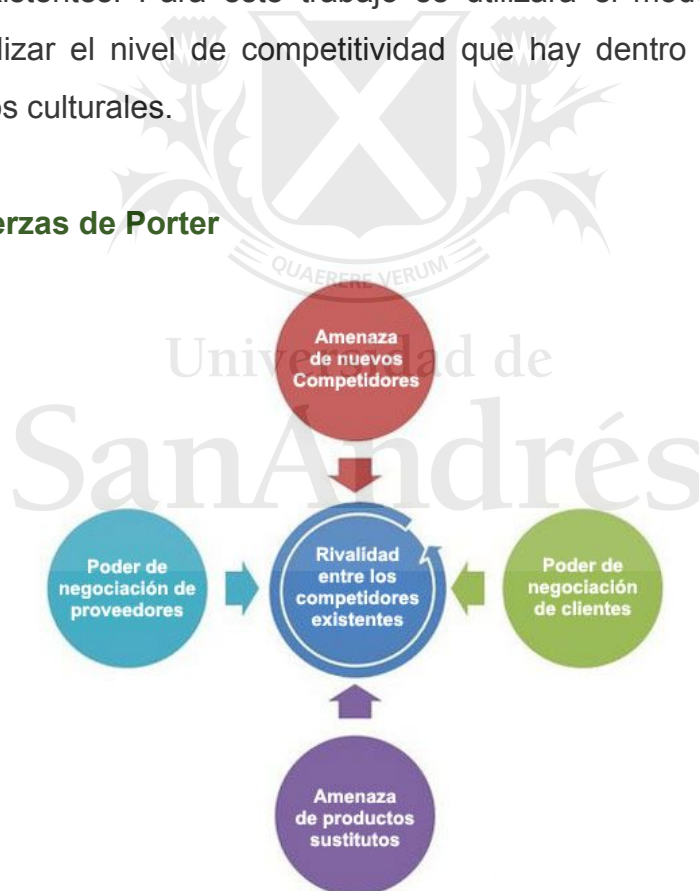 istentes. Para este trabajo se utilizará el mod
lizar el nivel de competitividad que hay dentro
os culturales.
erzas de Porter
QUAERERE VERUM
Universidad de
SanAndrés
Amenaza
de nuevos
Competidores
Poder de
negociación de
proveedores
Rivalidad
entre los
competidores
existentes
Poder de
negociación
de clientes
Amenaza
de productos
sustitutos